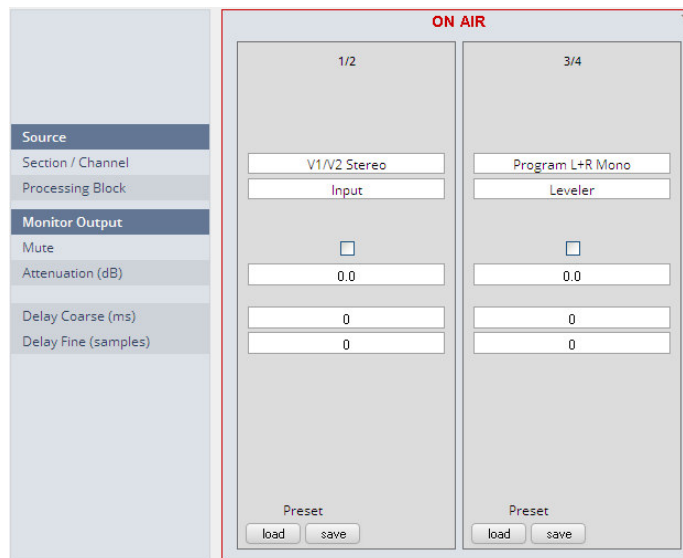 ON AIR
1/2 3/4
Source
Section / Channel V1/V2 Stereo Program L+R Mono
Processing Block Input Leveler
Monitor Output
Mute
Attenuation (dB) 0.0 0.0
Delay Coarse (ms) 0 0
Delay Fine (samples) 0 0
Preset Preset
load save load save